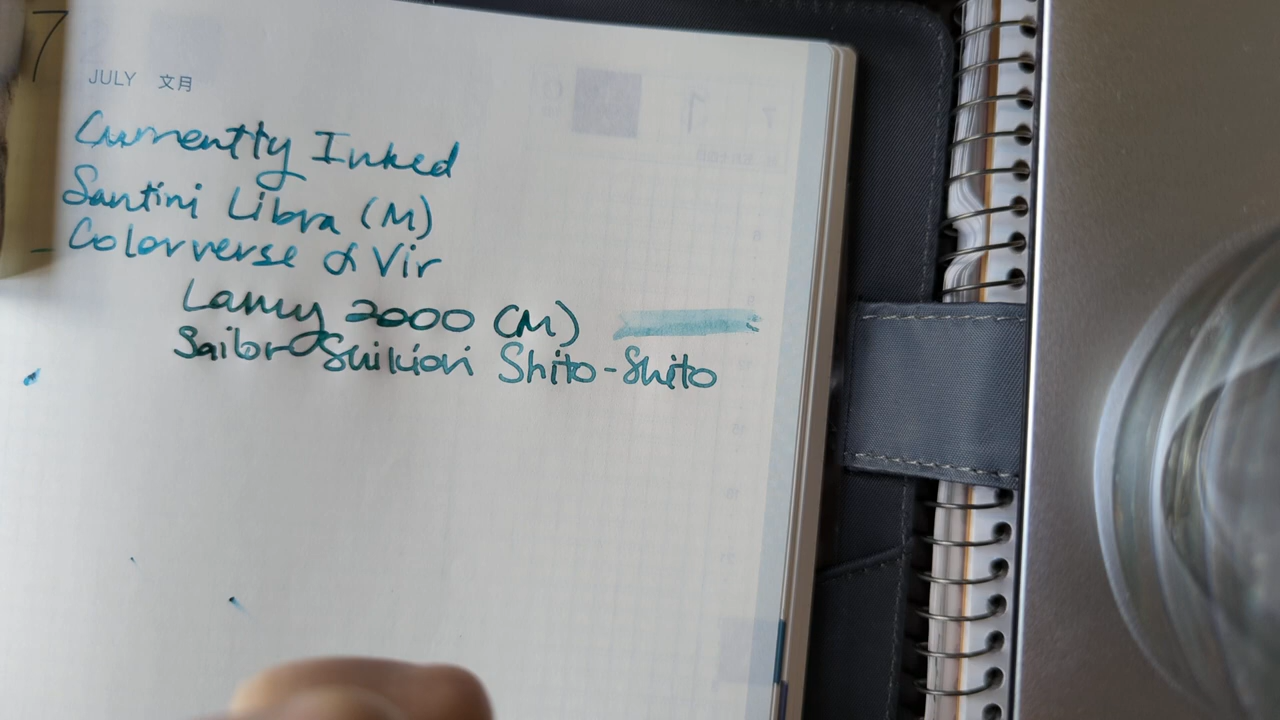 7
JULY 文月
Currently Inked
Santini Libra (M)
- Colorverse α Vir
Lamy 2000 (M)
Sailor Shikiori Shito-Shito